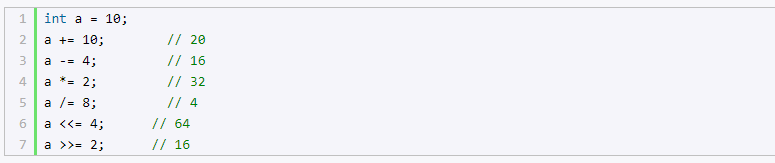 1 int a = 10;
2 a += 10;        // 20
3 a -= 4;         // 16
4 a *= 2;         // 32
5 a /= 8;         // 4
6 a <<= 4;      // 64
7 a >>= 2;      // 16